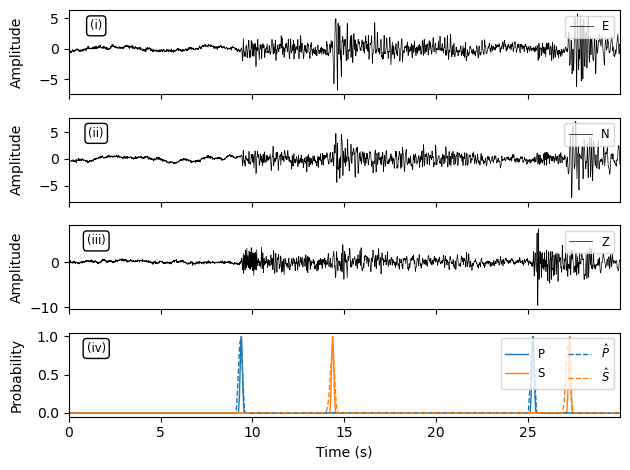 (i)
E
Amplitude
5
0
−5
(ii)
N
Amplitude
5
0
−5
(iii)
Z
Amplitude
0
−10
(iv)
P
S
P̂
Ŝ
Probability
1.0
0.5
0.0
0 5 10 15 20 25
Time (s)